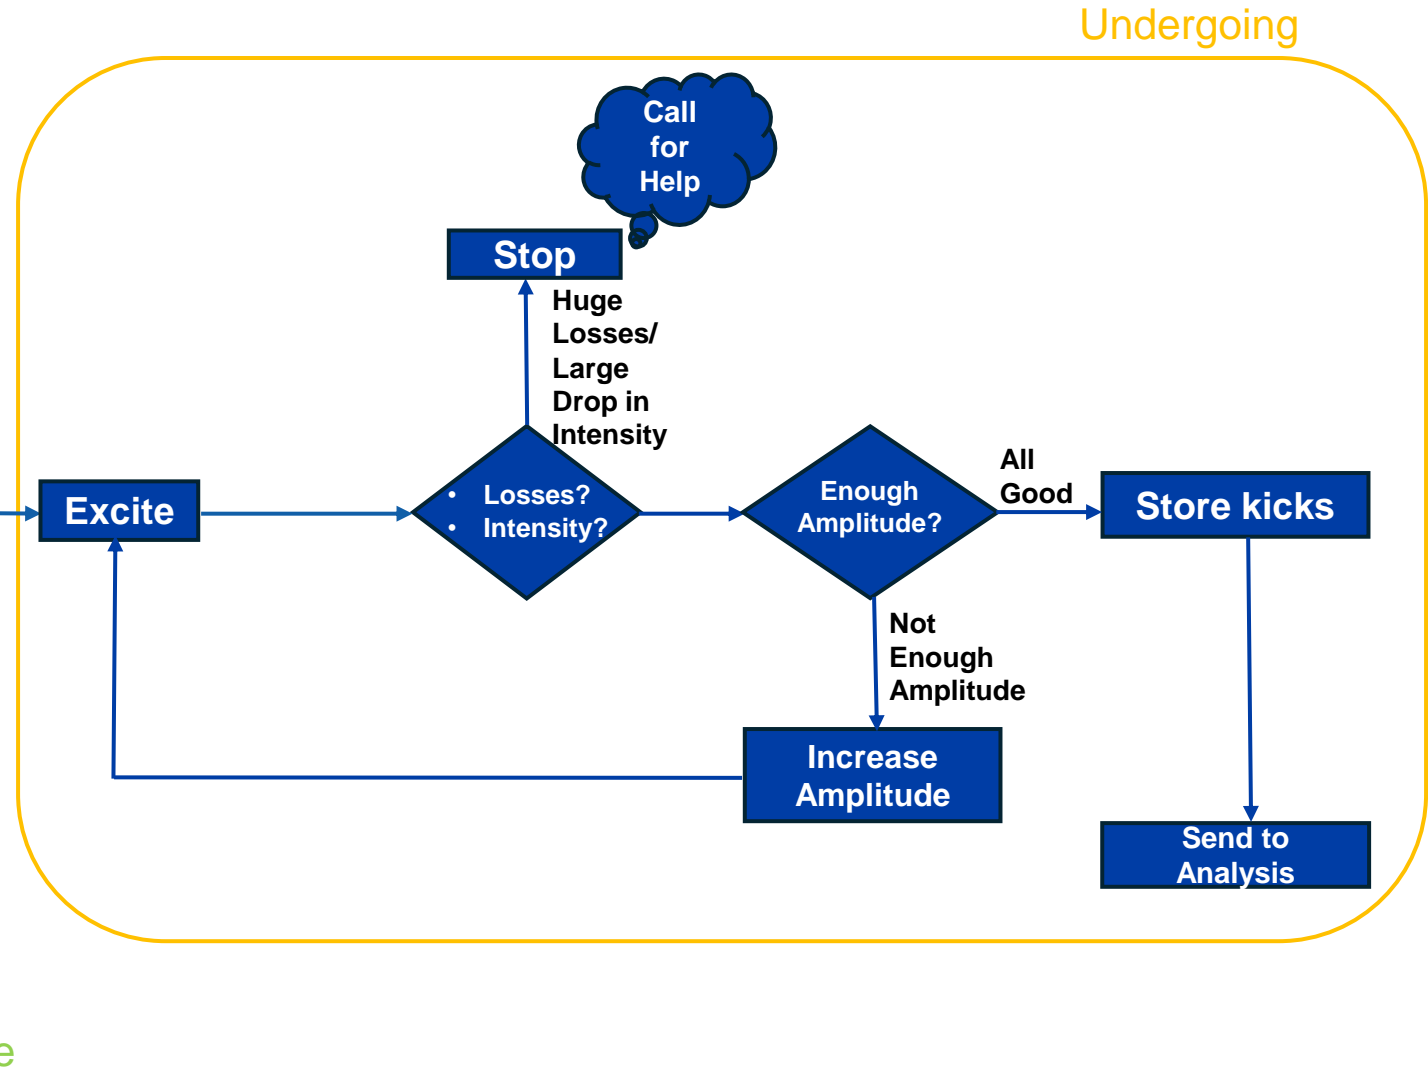 Undergoing
Call
for
Help
Stop
Huge
Losses/
Large
Drop in
Intensity
Excite
• Losses?
• Intensity?
Enough
Amplitude?
All
Good
Store kicks
Not
Enough
Amplitude
Increase
Amplitude
Send to
Analysis
e